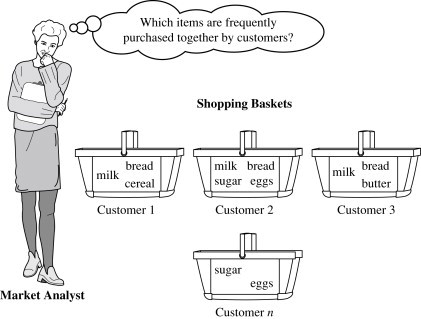 Which items are frequently
purchased together by customers?
Shopping Baskets
milk bread
cereal
Customer 1
milk bread
sugar eggs
Customer 2
milk bread
butter
Customer 3
sugar
eggs
Customer n
Market Analyst